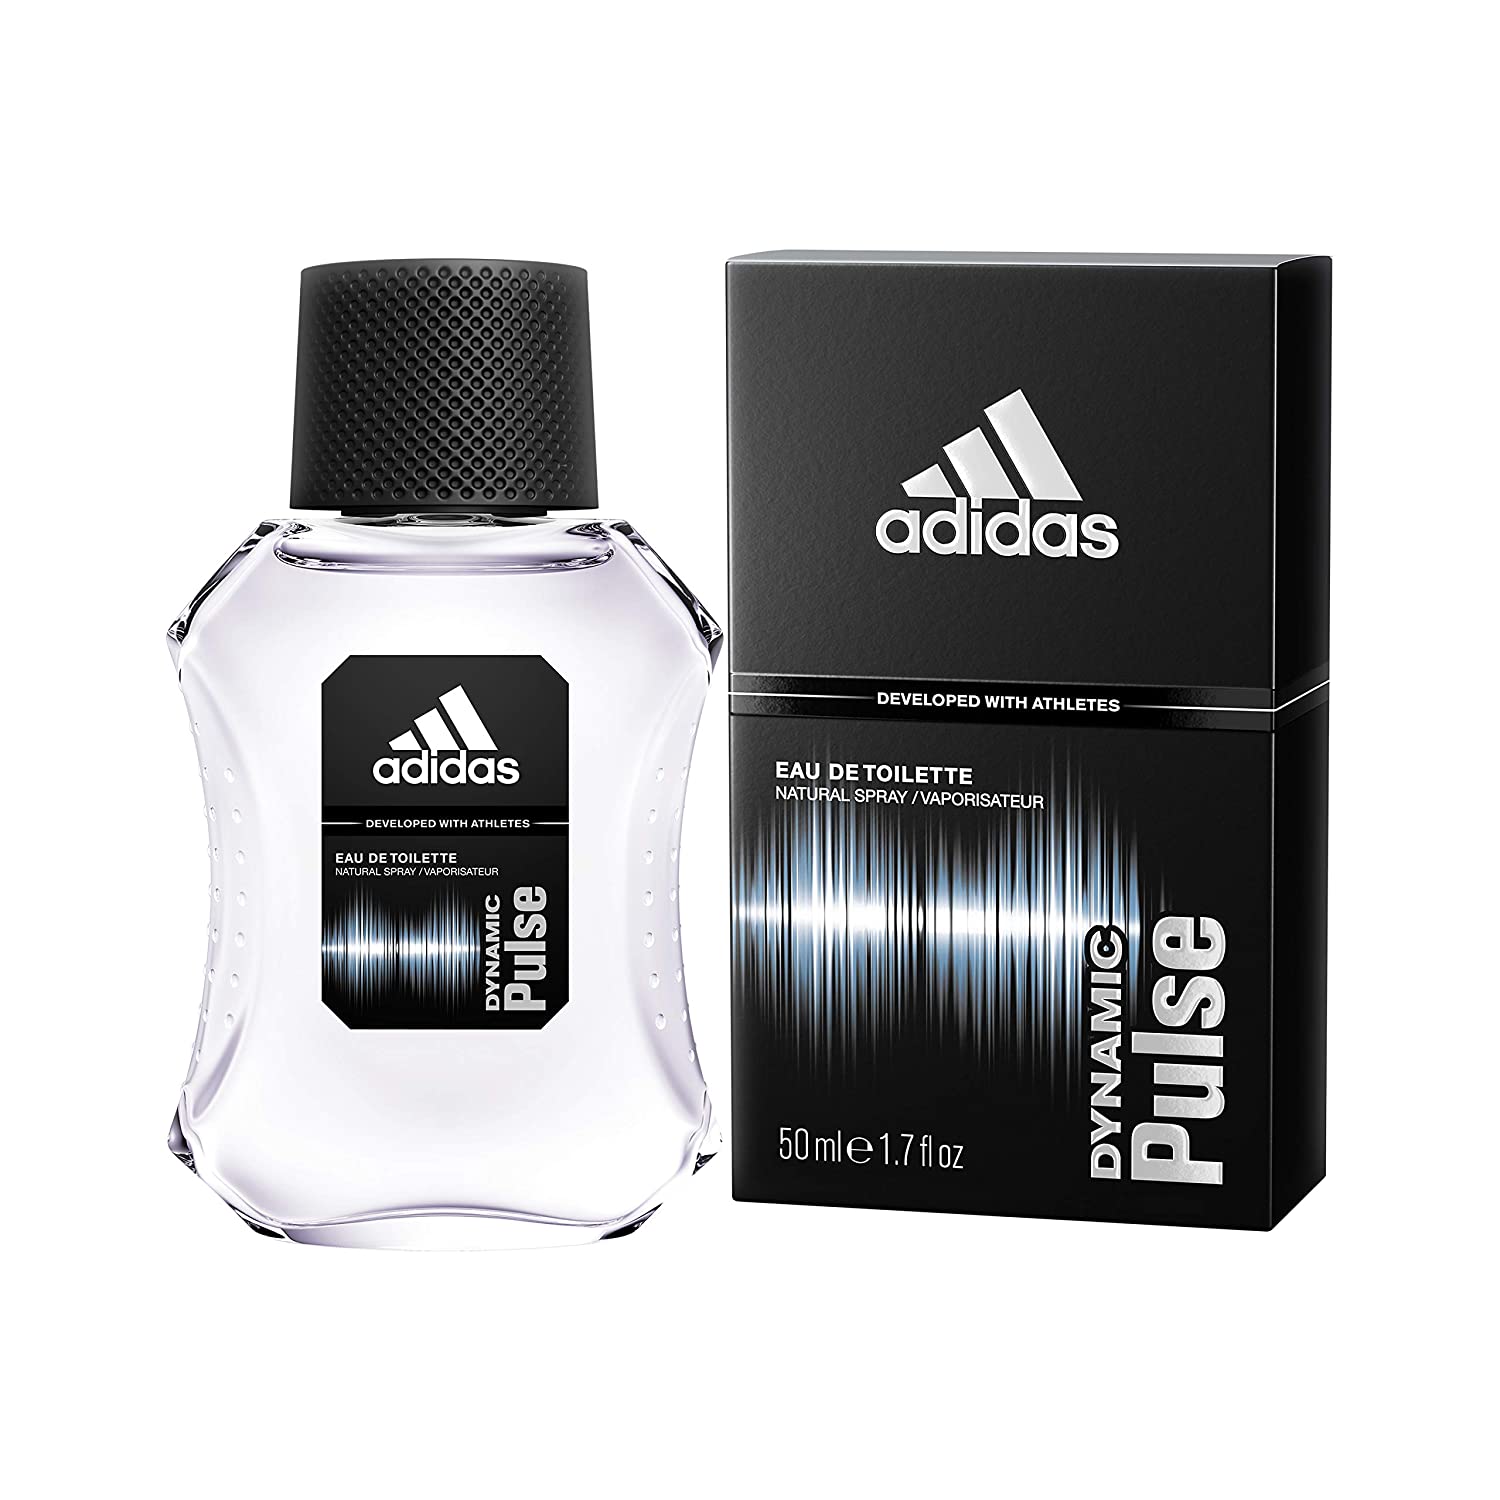 adidas
DEVELOPED WITH ATHLETES
EAU DE TOILETTE
NATURAL SPRAY / VAPORISATEUR
DYNAMIC
Pulse
adidas
DEVELOPED WITH ATHLETES
EAU DE TOILETTE
NATURAL SPRAY / VAPORISATEUR
DYNAMIC
Pulse
50 ml e 1.7 fl oz